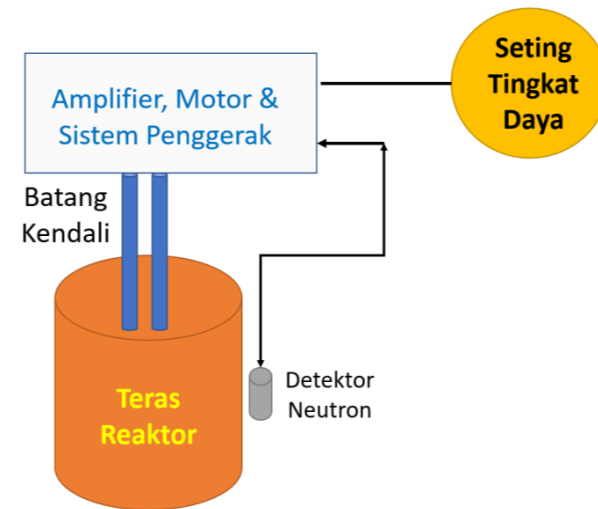 Seting
Tingkat
Daya
Amplifier, Motor &
Sistem Penggerak
Batang
Kendali
Teras
Reaktor
Detektor
Neutron